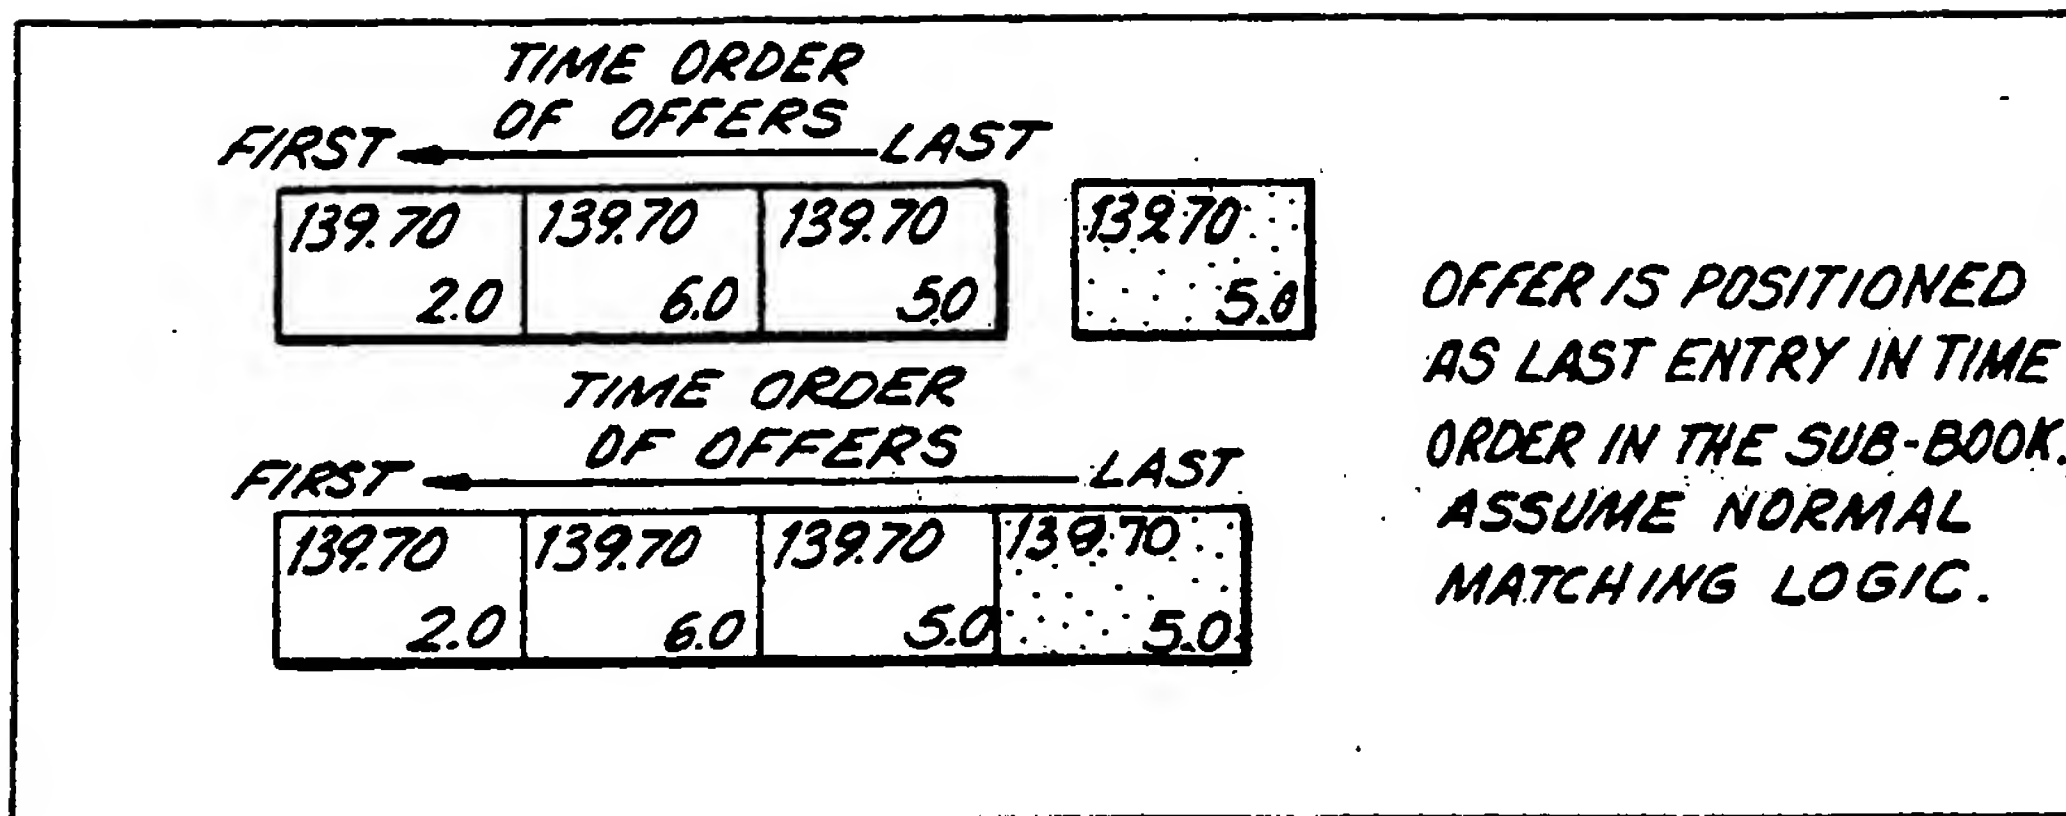 TIME ORDER
OF OFFERS
FIRST LAST
139.70 139.70 139.70 139.70
2.0 6.0 5.0 5.0
OFFER IS POSITIONED
AS LAST ENTRY IN TIME
ORDER IN THE SUB-BOOK.
ASSUME NORMAL
MATCHING LOGIC.
TIME ORDER
OF OFFERS
FIRST LAST
139.70 139.70 139.70 139.70
2.0 6.0 5.0 5.0